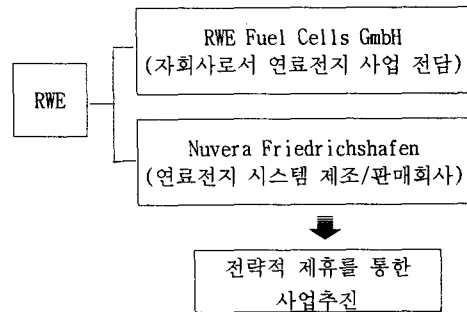 RWE
RWE Fuel Cells GmbH
(자회사로서 연료전지 사업 전담)
Nuvera Friedrichshafen
(연료전지 시스템 제조/판매회사)
전략적 제휴를 통한
사업추진